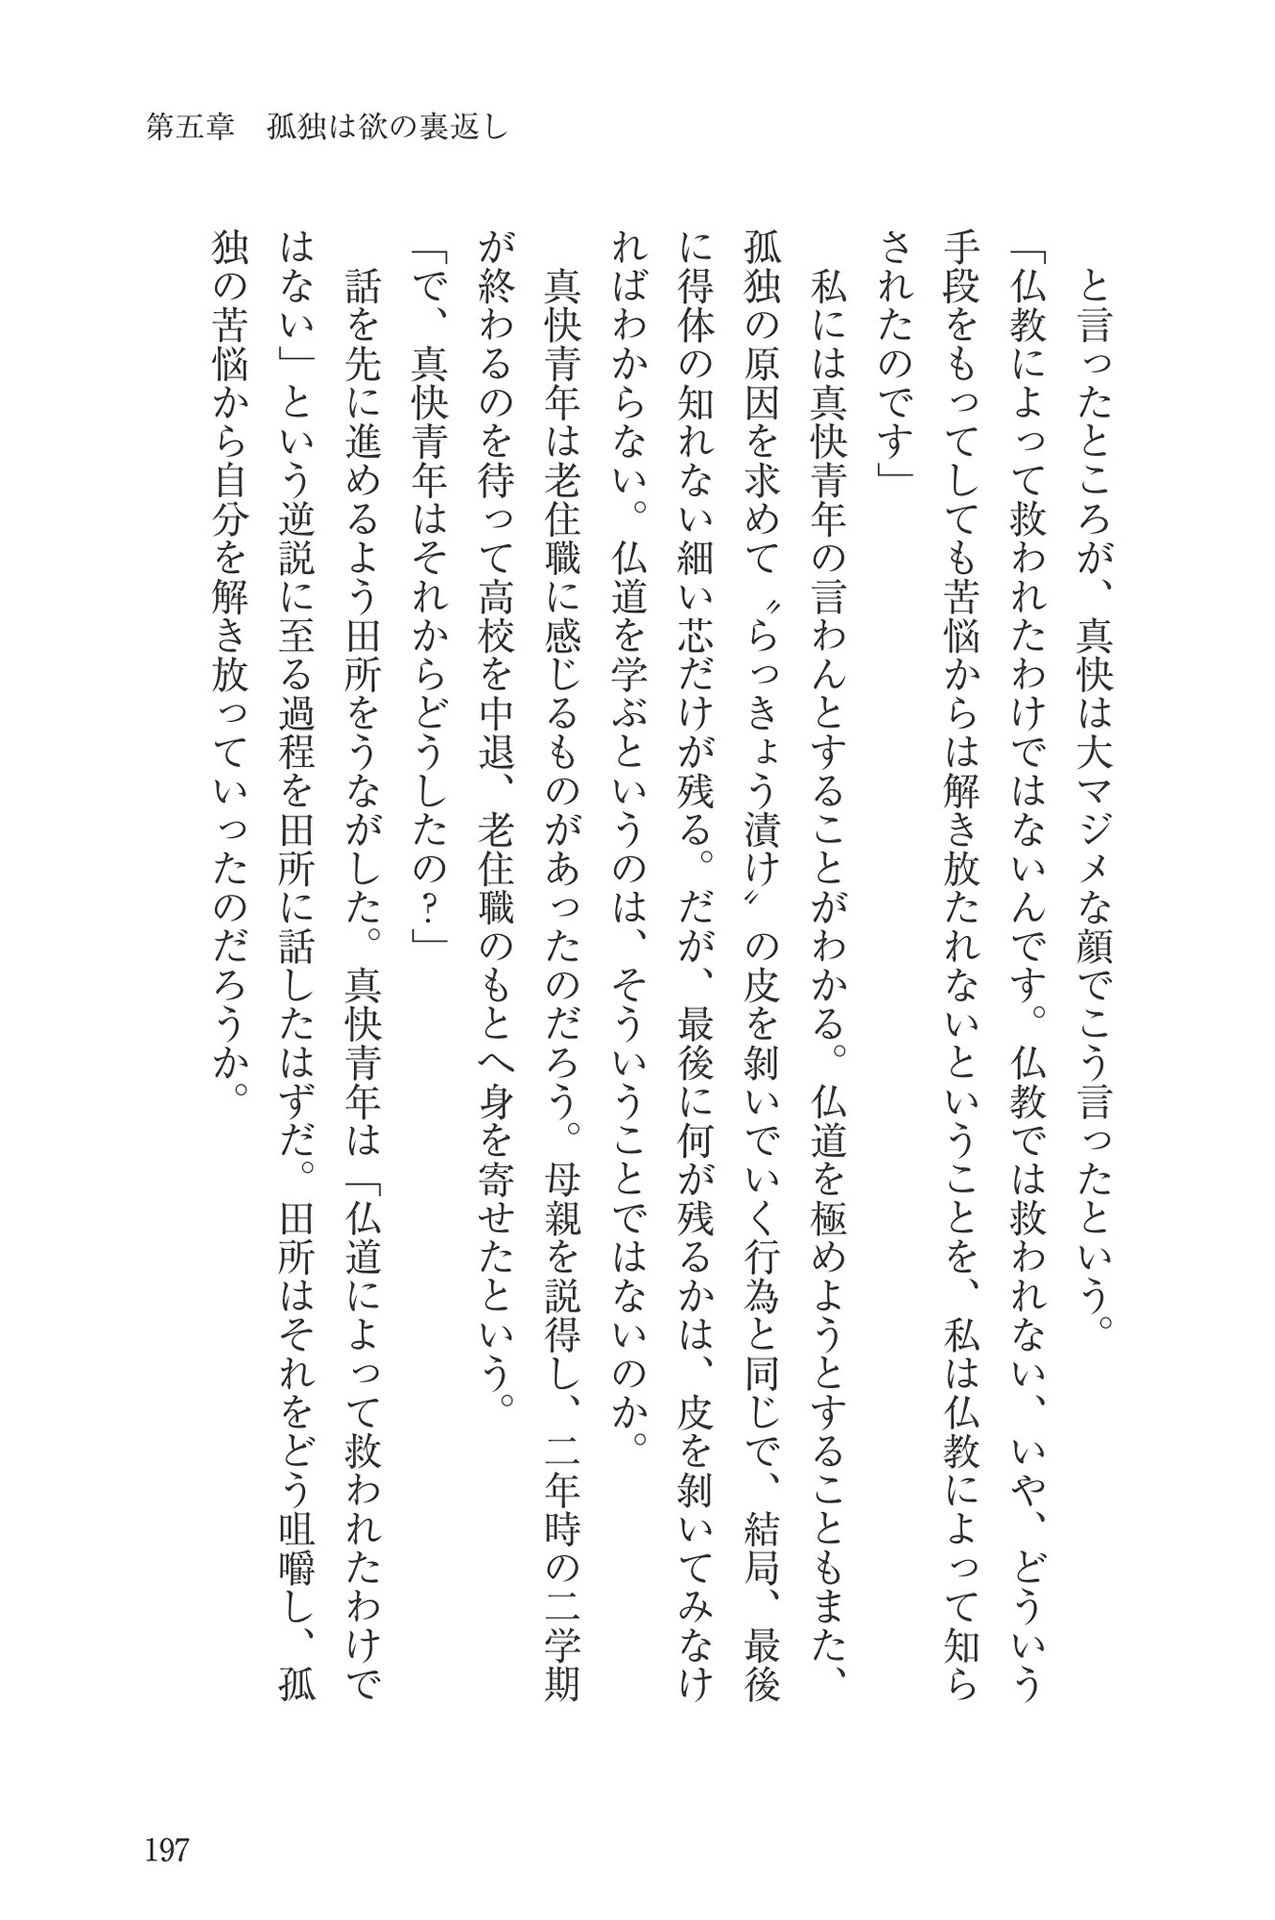 第五章　孤独は欲の裏返し
　と言ったところが、真快は大マジメな顔でこう言ったという。
「仏教によって救われたわけではないんです。仏教では救われない、いや、どういう
手段をもってしても苦悩からは解き放たれないということを、私は仏教によって知ら
されたのです」
　私には真快青年の言わんとすることがわかる。仏道を極めようとすることもまた、
孤独の原因を求めて〝らっきょう漬け〟の皮を剝いでいく行為と同じで、結局、最後
に得体の知れない細い芯だけが残る。だが、最後に何が残るかは、皮を剝いてみなけ
ればわからない。仏道を学ぶというのは、そういうことではないのか。
　真快青年は老住職に感じるものがあったのだろう。母親を説得し、二年時の二学期
が終わるのを待って高校を中退、老住職のもとへ身を寄せたという。
「で、真快青年はそれからどうしたの？」
　話を先に進めるよう田所をうながした。真快青年は「仏道によって救われたわけで
はない」という逆説に至る過程を田所に話したはずだ。田所はそれをどう咀嚼し、孤
独の苦悩から自分を解き放っていったのだろうか。
197